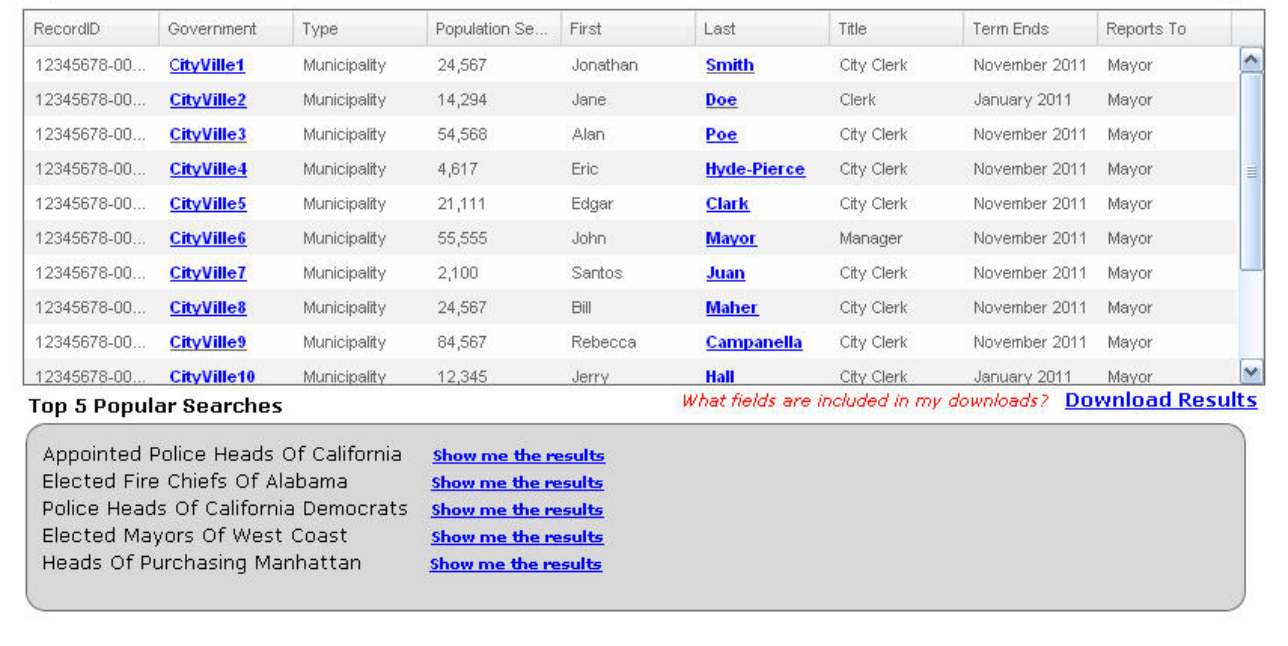 RecordID Government Type Population Se... First Last Title Term Ends Reports To
12345678-00... CityVille1 Municipality 24,567 Jonathan Smith City Clerk November 2011 Mayor
12345678-00... CityVille2 Municipality 14,294 Jane Doe Clerk January 2011 Mayor
12345678-00... CityVille3 Municipality 54,568 Alan Poe City Clerk November 2011 Mayor
12345678-00... CityVille4 Municipality 4,617 Eric Hyde-Pierce City Clerk November 2011 Mayor
12345678-00... CityVille5 Municipality 21,111 Edgar Clark City Clerk November 2011 Mayor
12345678-00... CityVille6 Municipality 55,555 John Mayor Manager November 2011 Mayor
12345678-00... CityVille7 Municipality 2,100 Santos Juan City Clerk November 2011 Mayor
12345678-00... CityVille8 Municipality 24,567 Bill Maher City Clerk November 2011 Mayor
12345678-00... CityVille9 Municipality 84,567 Rebecca Campanella City Clerk November 2011 Mayor
12345678-00... CityVille10 Municipality 12,345 Jerry Hall City Clerk January 2011 Mayor
Top 5 Popular Searches What fields are included in my downloads? Download Results
Appointed Police Heads Of California Show me the results
Elected Fire Chiefs Of Alabama Show me the results
Police Heads Of California Democrats Show me the results
Elected Mayors Of West Coast Show me the results
Heads Of Purchasing Manhattan Show me the results